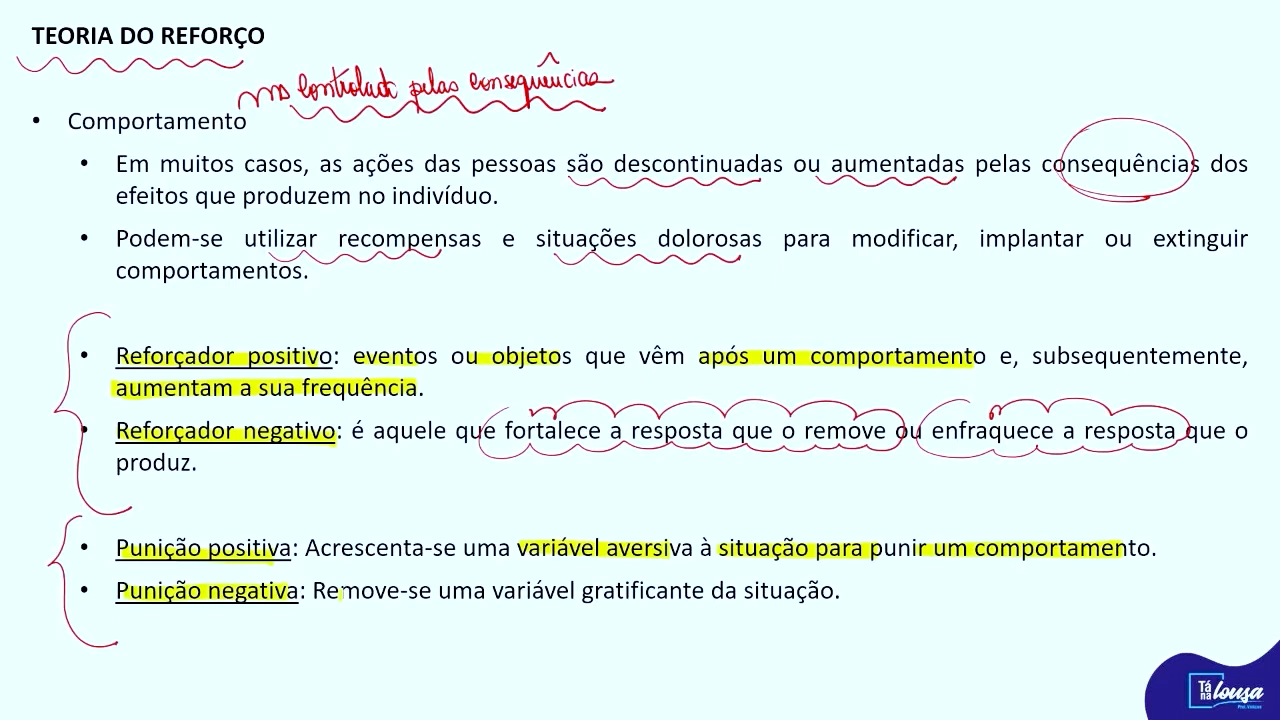 TEORIA DO REFORÇO
controlado pelas consequências
• Comportamento
• Em muitos casos, as ações das pessoas são descontinuadas ou aumentadas pelas consequências dos
efeitos que produzem no indivíduo.
• Podem-se utilizar recompensas e situações dolorosas para modificar, implantar ou extinguir
comportamentos.
• Reforçador positivo: eventos ou objetos que vêm após um comportamento e, subsequentemente,
aumentam a sua frequência.
• Reforçador negativo: é aquele que fortalece a resposta que o remove ou enfraquece a resposta que o
produz.
• Punição positiva: Acrescenta-se uma variável aversiva à situação para punir um comportamento.
• Punição negativa: Remove-se uma variável gratificante da situação.
Tá
na lousa